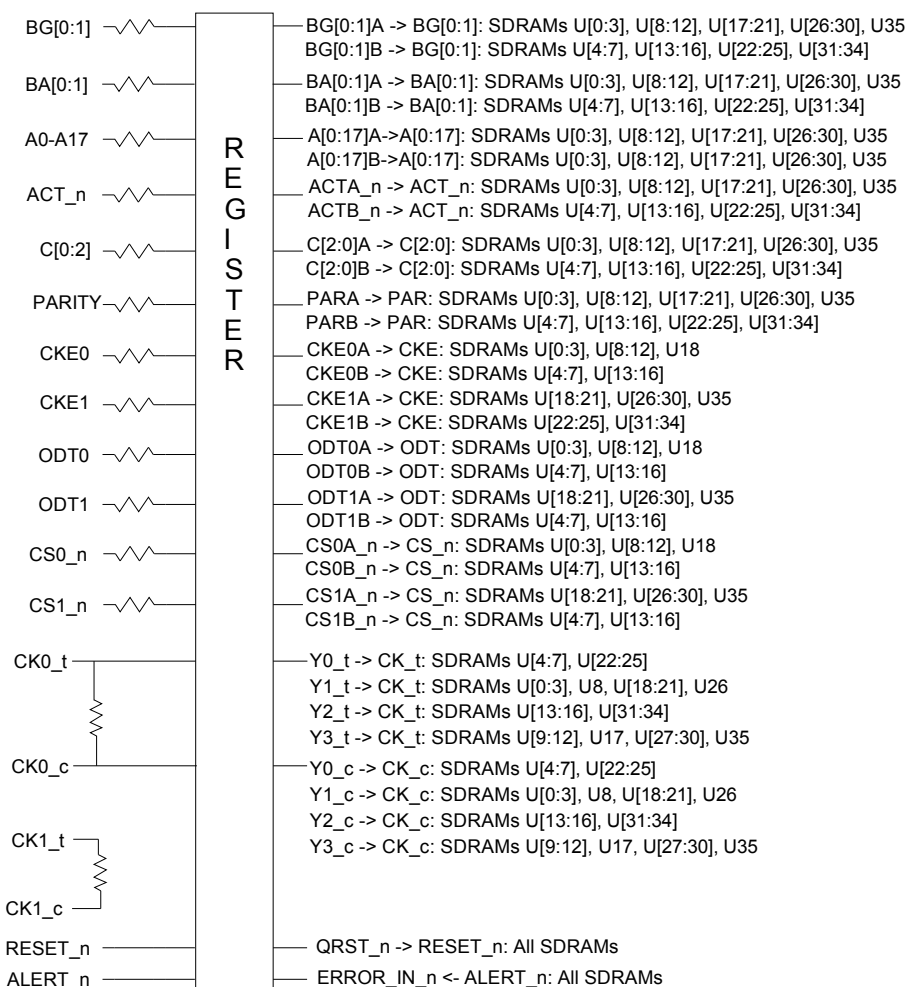 BG[0:1]
BG[0:1]A -> BG[0:1]: SDRAMs U[0:3], U[8:12], U[17:21], U[26:30], U35
BG[0:1]B -> BG[0:1]: SDRAMs U[4:7], U[13:16], U[22:25], U[31:34]
BA[0:1]
BA[0:1]A -> BA[0:1]: SDRAMs U[0:3], U[8:12], U[17:21], U[26:30], U35
BA[0:1]B -> BA[0:1]: SDRAMs U[4:7], U[13:16], U[22:25], U[31:34]
A0-A17
A[0:17]A->A[0:17]: SDRAMs U[0:3], U[8:12], U[17:21], U[26:30], U35
A[0:17]B->A[0:17]: SDRAMs U[0:3], U[8:12], U[17:21], U[26:30], U35
ACT_n
ACTA_n -> ACT_n: SDRAMs U[0:3], U[8:12], U[17:21], U[26:30], U35
ACTB_n -> ACT_n: SDRAMs U[4:7], U[13:16], U[22:25], U[31:34]
C[0:2]
C[2:0]A -> C[2:0]: SDRAMs U[0:3], U[8:12], U[17:21], U[26:30], U35
C[2:0]B -> C[2:0]: SDRAMs U[4:7], U[13:16], U[22:25], U[31:34]
PARITY
PARA -> PAR: SDRAMs U[0:3], U[8:12], U[17:21], U[26:30], U35
PARB -> PAR: SDRAMs U[4:7], U[13:16], U[22:25], U[31:34]
CKE0
CKE0A -> CKE: SDRAMs U[0:3], U[8:12], U18
CKE0B -> CKE: SDRAMs U[4:7], U[13:16]
CKE1
CKE1A -> CKE: SDRAMs U[18:21], U[26:30], U35
CKE1B -> CKE: SDRAMs U[22:25], U[31:34]
ODT0
ODT0A -> ODT: SDRAMs U[0:3], U[8:12], U18
ODT0B -> ODT: SDRAMs U[4:7], U[13:16]
ODT1
ODT1A -> ODT: SDRAMs U[18:21], U[26:30], U35
ODT1B -> ODT: SDRAMs U[4:7], U[13:16]
CS0_n
CS0A_n -> CS_n: SDRAMs U[0:3], U[8:12], U18
CS0B_n -> CS_n: SDRAMs U[4:7], U[13:16]
CS1_n
CS1A_n -> CS_n: SDRAMs U[18:21], U[26:30], U35
CS1B_n -> CS_n: SDRAMs U[4:7], U[13:16]
REGISTER
CK0_t
Y0_t -> CK_t: SDRAMs U[4:7], U[22:25]
Y1_t -> CK_t: SDRAMs U[0:3], U8, U[18:21], U26
Y2_t -> CK_t: SDRAMs U[13:16], U[31:34]
Y3_t -> CK_t: SDRAMs U[9:12], U17, U[27:30], U35
CK0_c
Y0_c -> CK_c: SDRAMs U[4:7], U[22:25]
Y1_c -> CK_c: SDRAMs U[0:3], U8, U[18:21], U26
Y2_c -> CK_c: SDRAMs U[13:16], U[31:34]
Y3_c -> CK_c: SDRAMs U[9:12], U17, U[27:30], U35
CK1_t
CK1_c
RESET_n
QRST_n -> RESET_n: All SDRAMs
ALERT_n
ERROR_IN_n <- ALERT_n: All SDRAMs